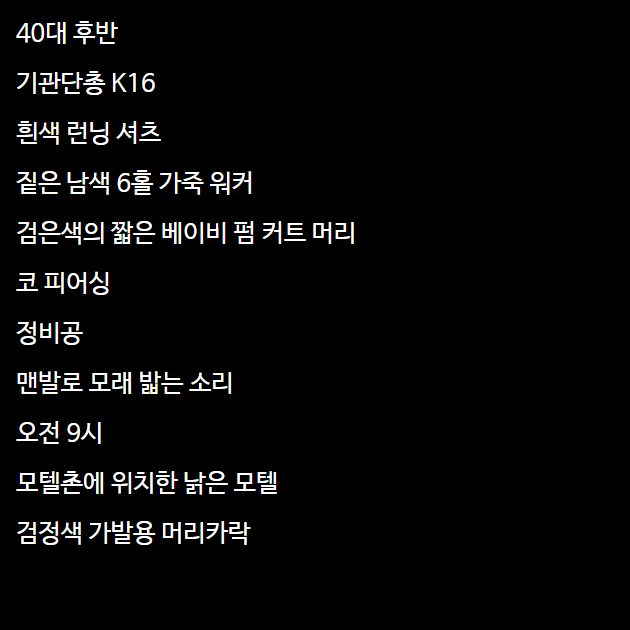 40대 후반
기관단총 K16
흰색 런닝 셔츠
짙은 남색 6홀 가죽 워커
검은색의 짧은 베이비 펌 커트 머리
코 피어싱
정비공
맨발로 모래 밟는 소리
오전 9시
모텔촌에 위치한 낡은 모텔
검정색 가발용 머리카락